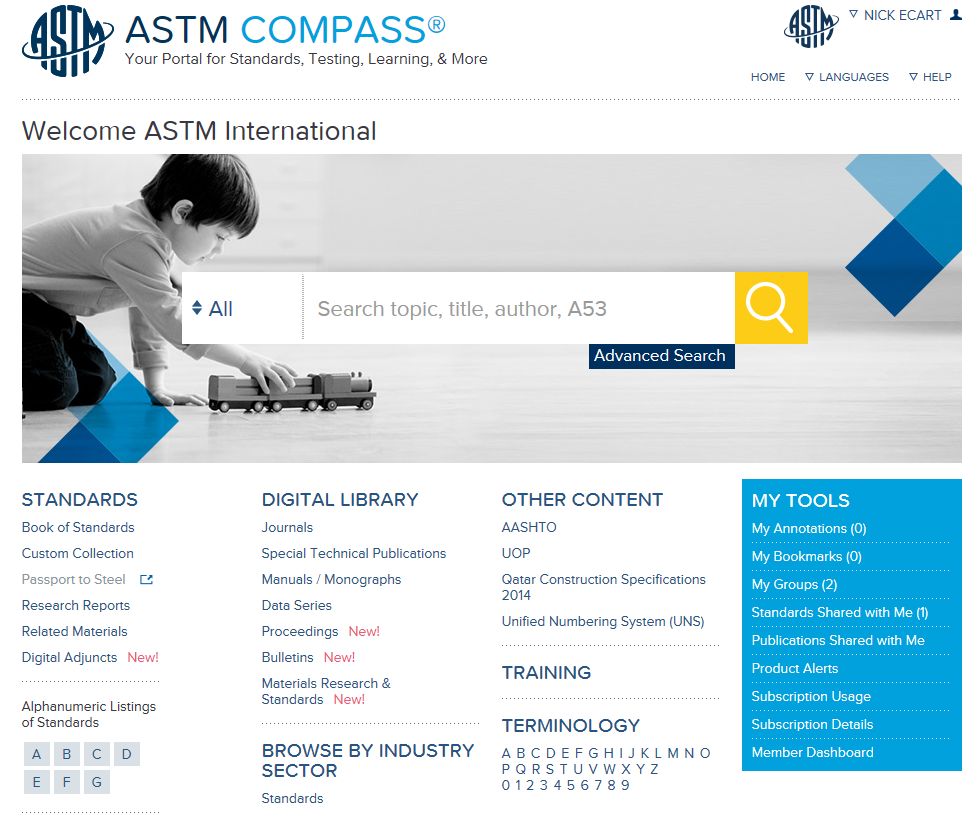 ASTM
ASTM COMPASS®
Your Portal for Standards, Testing, Learning, & More
ASTM
NICK ECART
HOME
LANGUAGES
HELP
Welcome ASTM International
All
Search topic, title, author, A53
Advanced Search
STANDARDS
Book of Standards
Custom Collection
Passport to Steel
Research Reports
Related Materials
Digital Adjuncts New!
Alphanumeric Listings
of Standards
A B C D
E F G
DIGITAL LIBRARY
Journals
Special Technical Publications
Manuals / Monographs
Data Series
Proceedings New!
Bulletins New!
Materials Research &
Standards New!
BROWSE BY INDUSTRY
SECTOR
Standards
OTHER CONTENT
AASHTO
UOP
Qatar Construction Specifications
2014
Unified Numbering System (UNS)
TRAINING
TERMINOLOGY
A B C D E F G H I J K L M N O
P Q R S T U V W X Y Z
0 1 2 3 4 5 6 7 8 9
MY TOOLS
My Annotations (0)
My Bookmarks (0)
My Groups (2)
Standards Shared with Me (1)
Publications Shared with Me
Product Alerts
Subscription Usage
Subscription Details
Member Dashboard